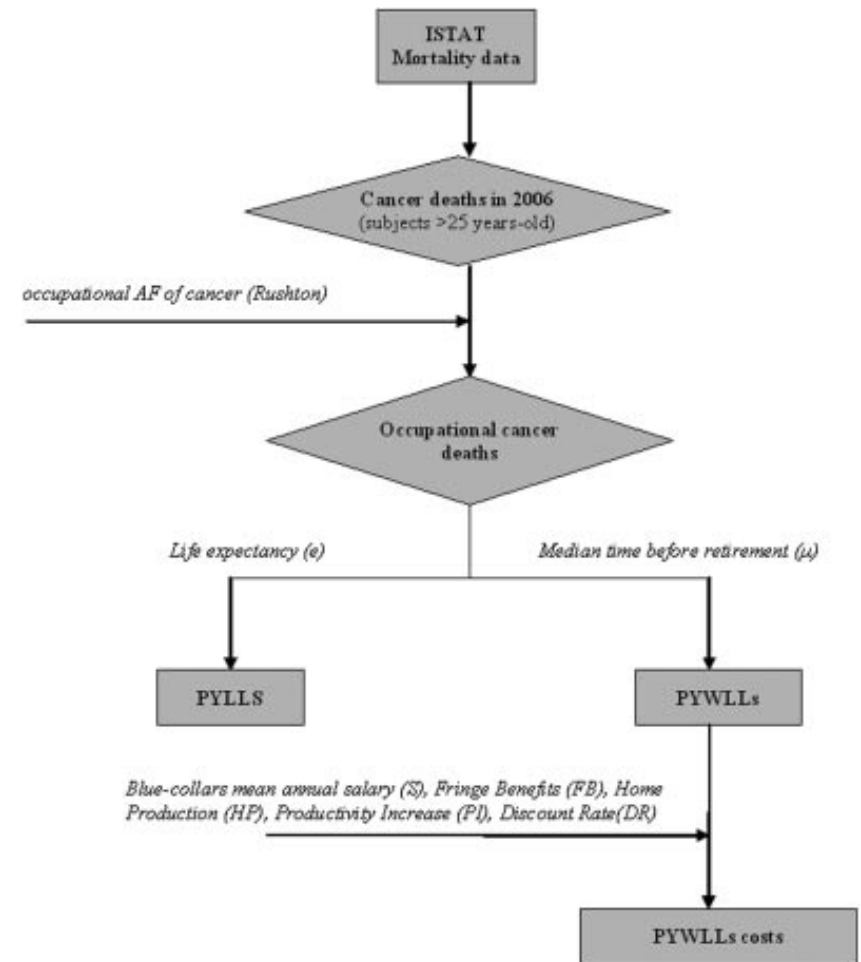 ISTAT
Mortality data
Cancer deaths in 2006
(subjects >25 years-old)
occupational AF of cancer (Rushton)
Occupational cancer
deaths
Life expectancy (e)
Median time before retirement (μ)
PYLLS
PYWLLs
Blue-collars mean annual salary (S), Fringe Benefits (FB), Home
Production (HP), Productivity Increase (PI), Discount Rate(DR)
PYWLLs costs